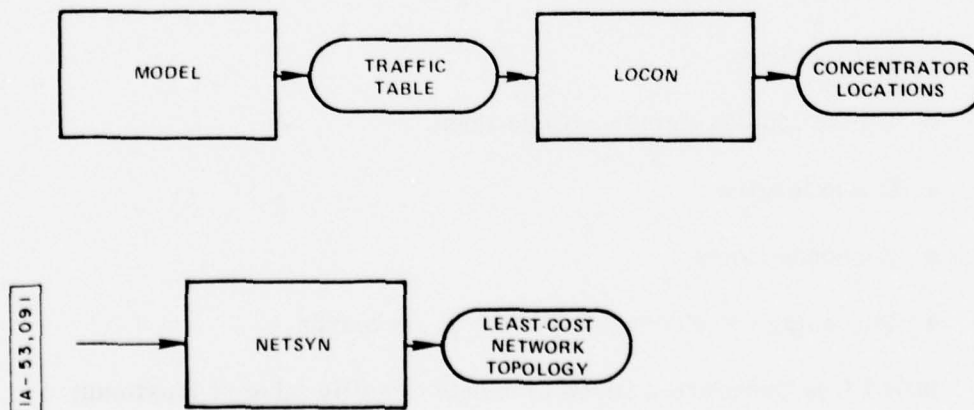 MODEL
TRAFFIC
TABLE
LOCON
CONCENTRATOR
LOCATIONS
IA-53,091
NETSYN
LEAST-COST
NETWORK
TOPOLOGY